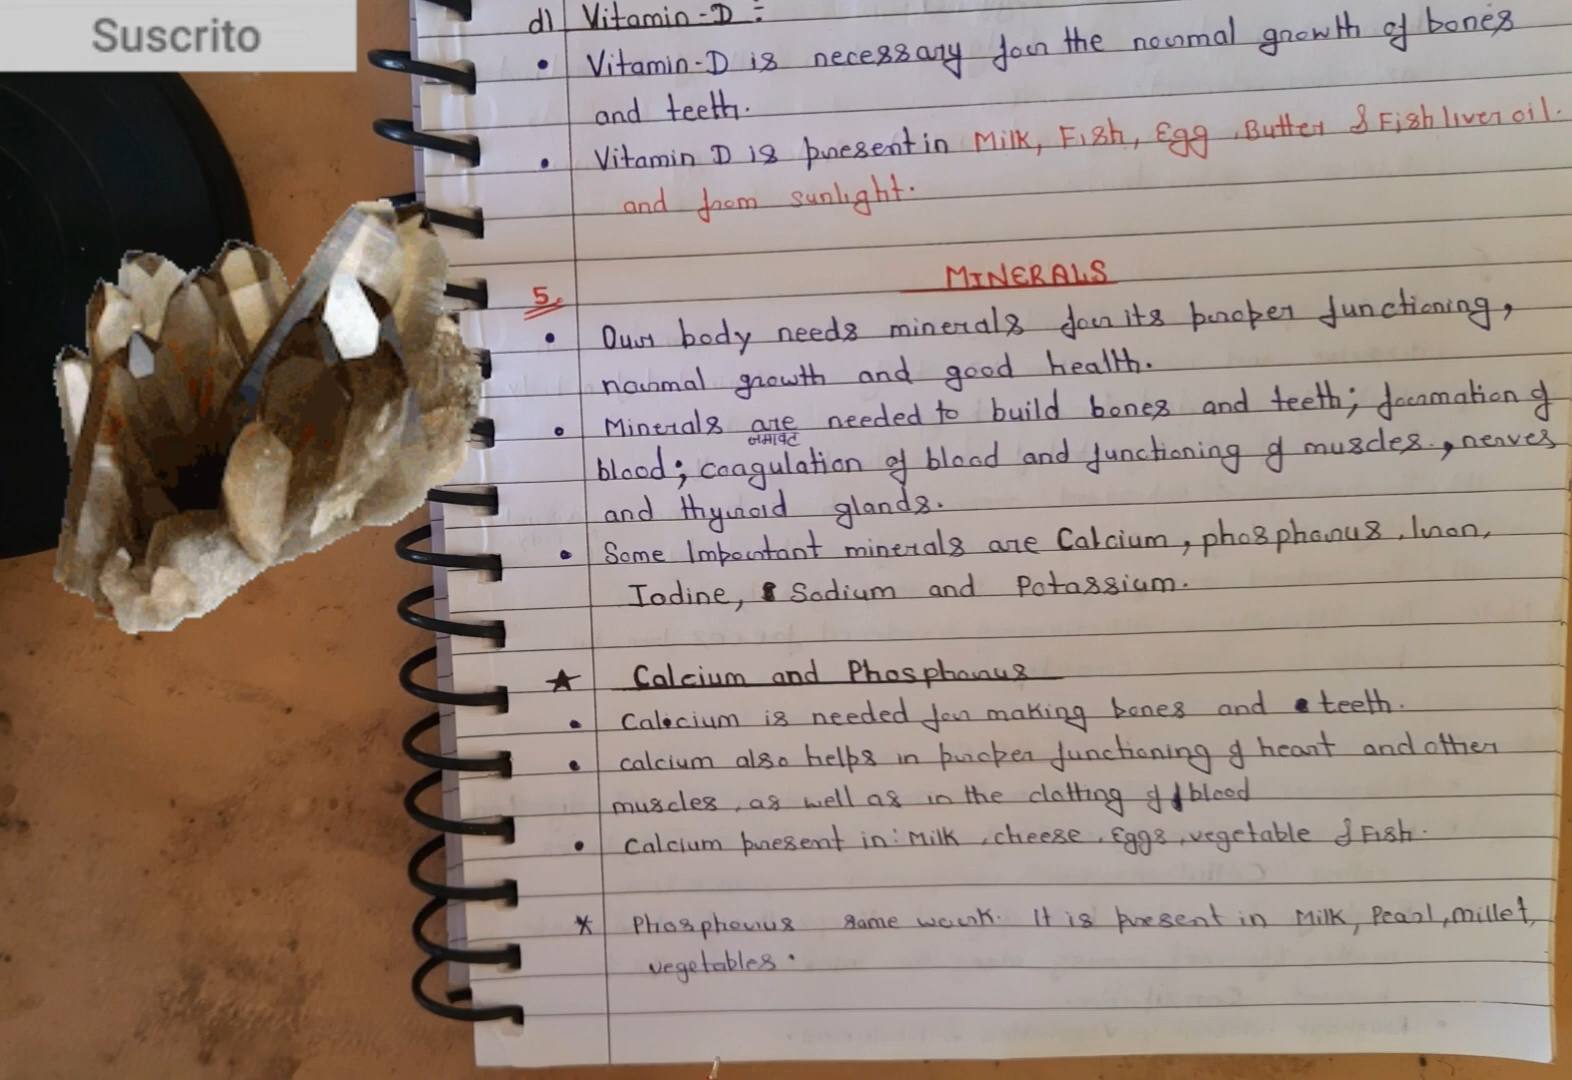 Suscrito
d) Vitamin-D :
• Vitamin-D is necessary for the normal growth of bones
and teeth.
• Vitamin D is present in Milk, Fish, Egg, Butter & Fish liver oil.
and from sunlight.
MINERALS
5.
• Our body needs minerals for its proper functioning,
normal growth and good health.
• Minerals are needed to build bones and teeth; formation of
जमावट
blood; coagulation of blood and functioning of muscles, nerves
and thyroid glands.
• Some Important minerals are Calcium, phosphorus, Iron,
Iodine, Sodium and Potassium.
★ Calcium and Phosphorus
• Calcium is needed for making bones and teeth.
• calcium also helps in proper functioning of heart and other
muscles, as well as in the clotting of blood
• Calcium present in: Milk, cheese, Eggs, vegetable & Fish.
* Phosphorus same work. It is present in Milk, Pearl, millet,
vegetables.